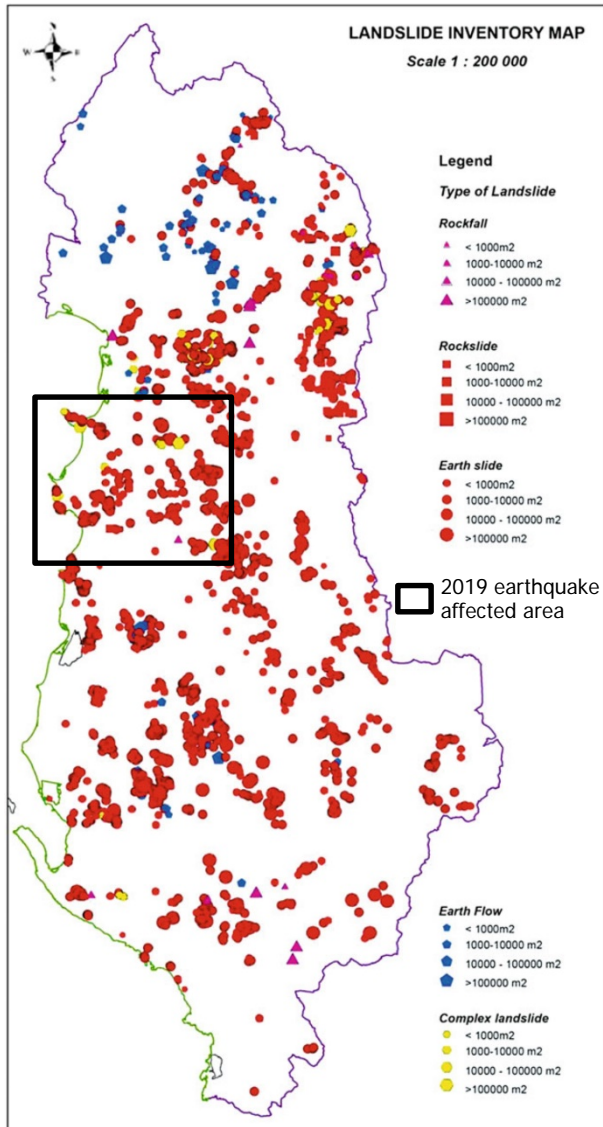 LANDSLIDE INVENTORY MAP
Scale 1 : 200 000
N
W
E
S
Legend
Type of Landslide
Rockfall
< 1000m2
1000-10000 m2
10000 - 100000 m2
>100000 m2
Rockslide
< 1000m2
1000-10000 m2
10000 - 100000 m2
>100000 m2
Earth slide
< 1000m2
1000-10000 m2
10000 - 100000 m2
>100000 m2
2019 earthquake
affected area
Earth Flow
< 1000m2
1000-10000 m2
10000 - 100000 m2
>100000 m2
Complex landslide
< 1000m2
1000-10000 m2
10000 - 100000 m2
>100000 m2